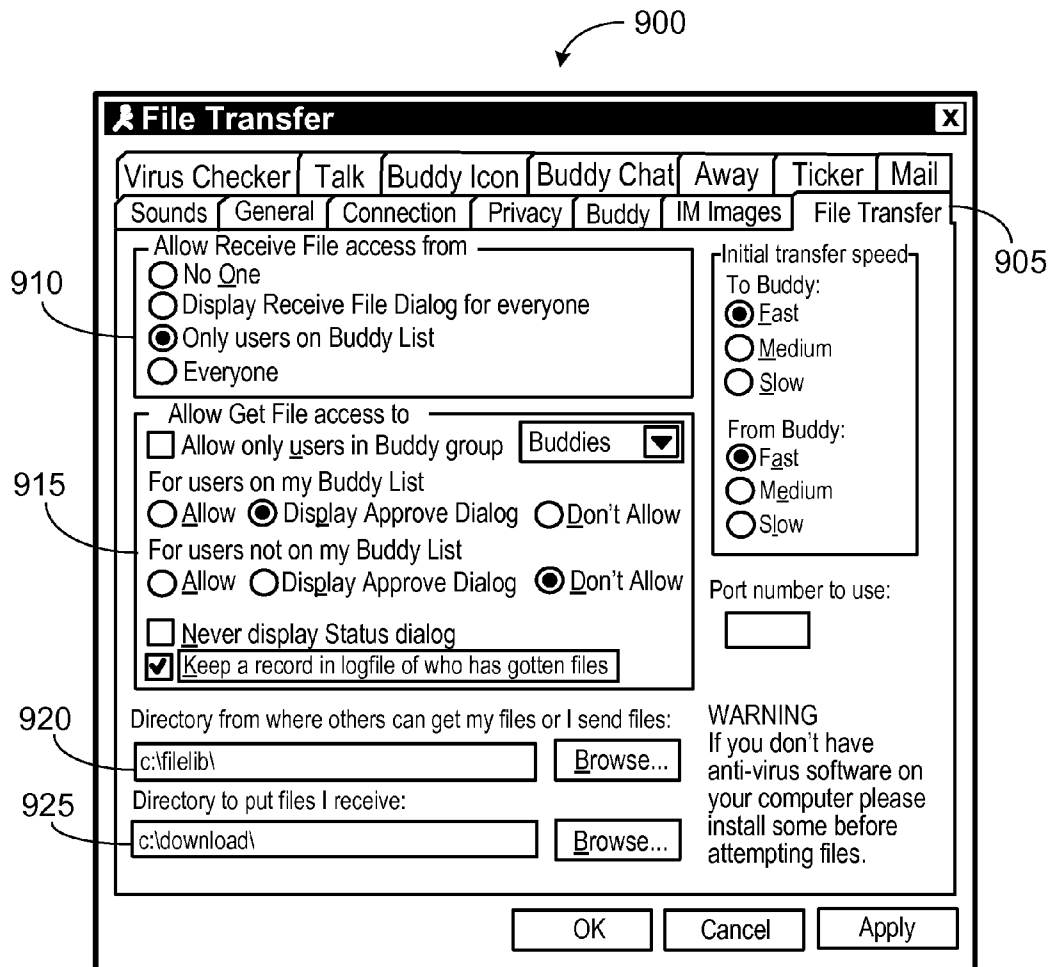 900
File Transfer X
Virus Checker Talk Buddy Icon Buddy Chat Away Ticker Mail
Sounds General Connection Privacy Buddy IM Images File Transfer
905
910
Allow Receive File access from
No One
Display Receive File Dialog for everyone
Only users on Buddy List
Everyone
915
Allow Get File access to
Allow only users in Buddy group Buddies
For users on my Buddy List
Allow Display Approve Dialog Don't Allow
For users not on my Buddy List
Allow Display Approve Dialog Don't Allow
Never display Status dialog
Keep a record in logfile of who has gotten files
Initial transfer speed
To Buddy:
Fast
Medium
Slow
From Buddy:
Fast
Medium
Slow
Port number to use:
920
Directory from where others can get my files or I send files:
c:\filelib\ Browse...
925
Directory to put files I receive:
c:\download\ Browse...
WARNING
If you don't have
anti-virus software on
your computer please
install some before
attempting files.
OK Cancel Apply